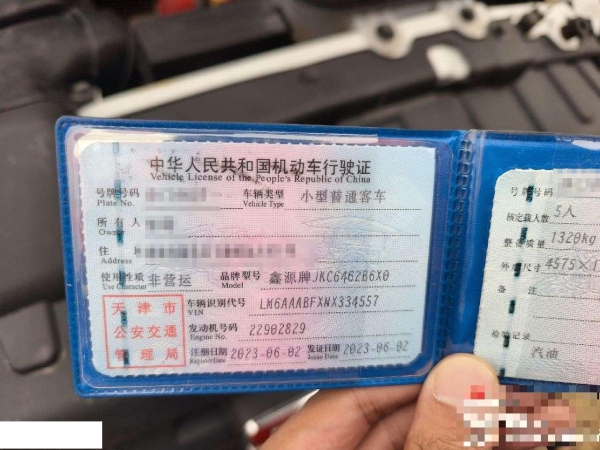 中华人民共和国机动车行驶证
Vehicle License of the People's Republic of China
号牌号码 车辆类型 小型普通客车
Plate No. Vehicle Type
所有人
Owner
住 址
Address
使用性质 非营运 品牌型号 鑫源牌JKC6462B6X0
Use Character Model
天津市
公安交通
管理局
车辆识别代号 LM6AAABFXNX334557
VIN
发动机号码 22902829
Engine No.
注册日期 2023-06-02 发证日期 2023-06-02
Register Date Issue Date
号牌号码
核定载人数 5人
整备质量 1320kg
外廓尺寸 4575×1
备 注
检验记录
汽油